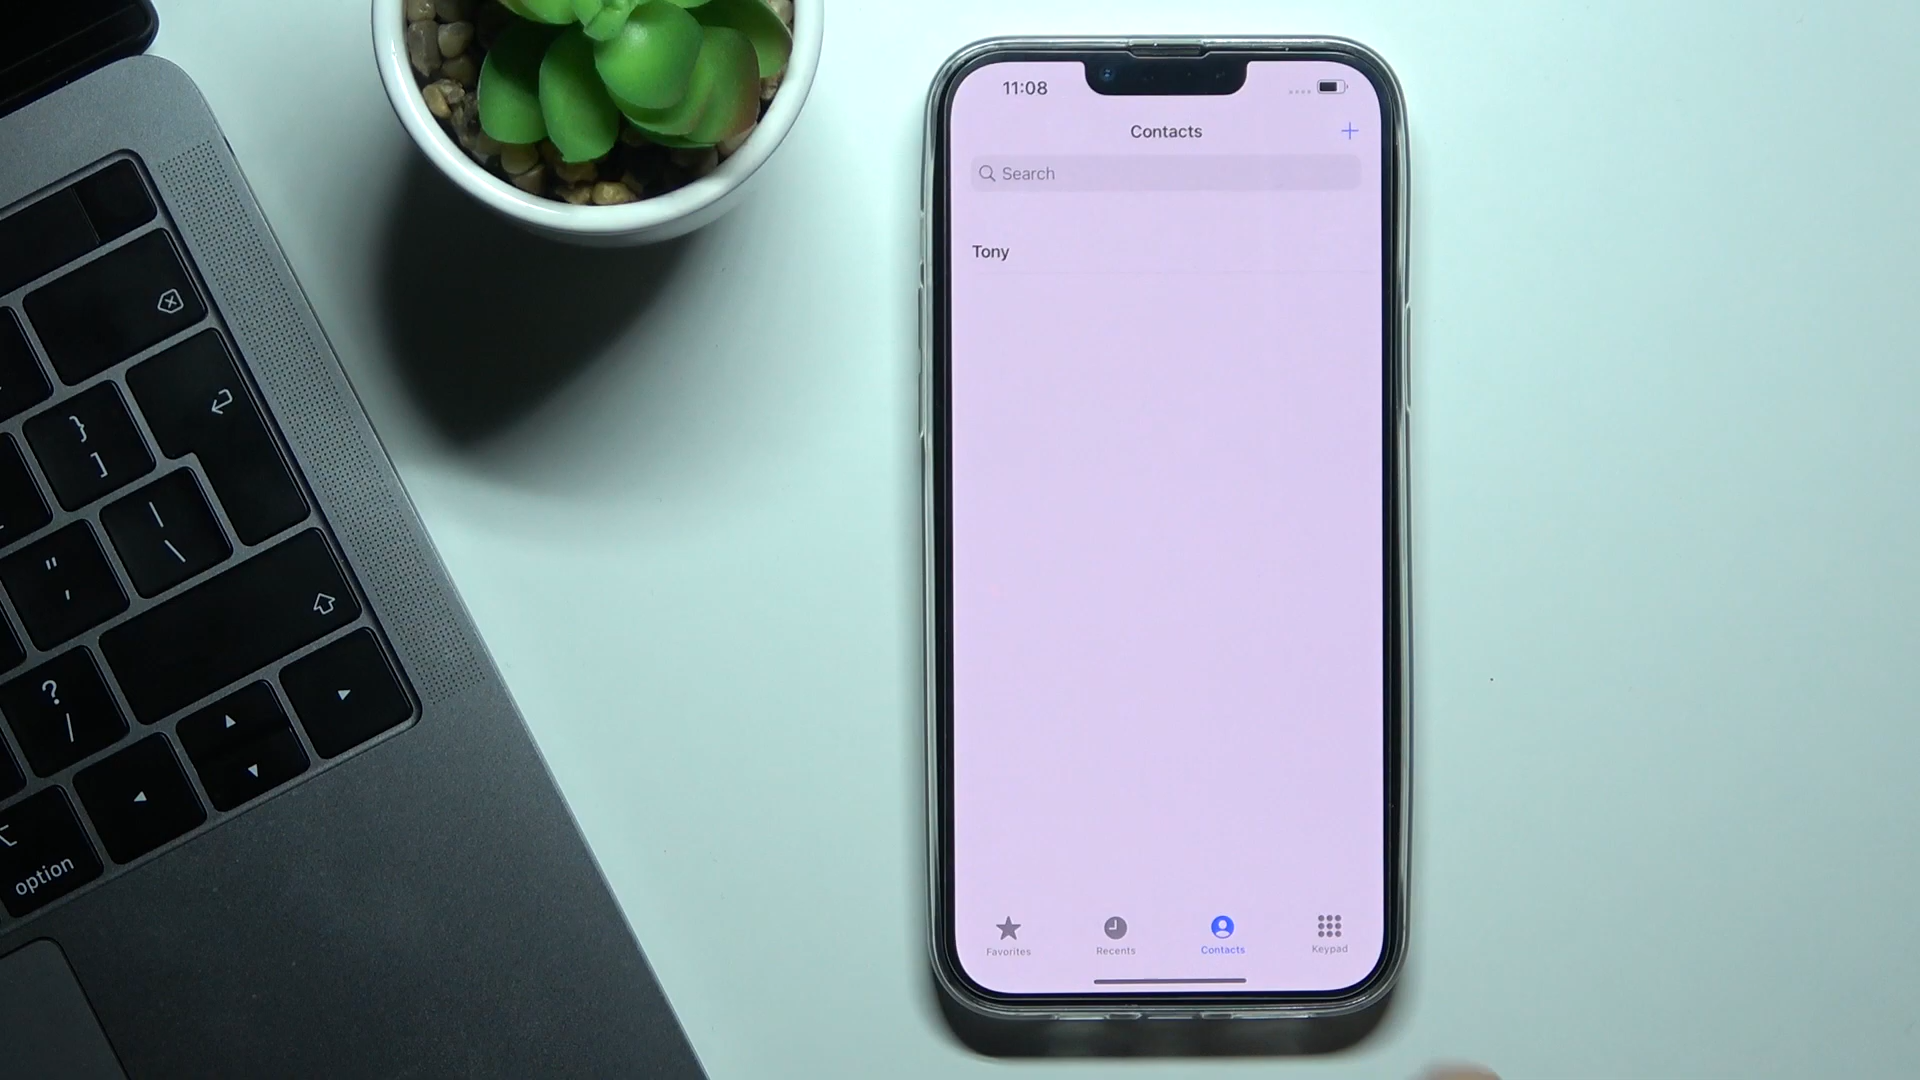 11:08
Contacts
Search
Tony
Favorites
Recents
Contacts
Keypad
}
]
|
\
"
,
?
/
option